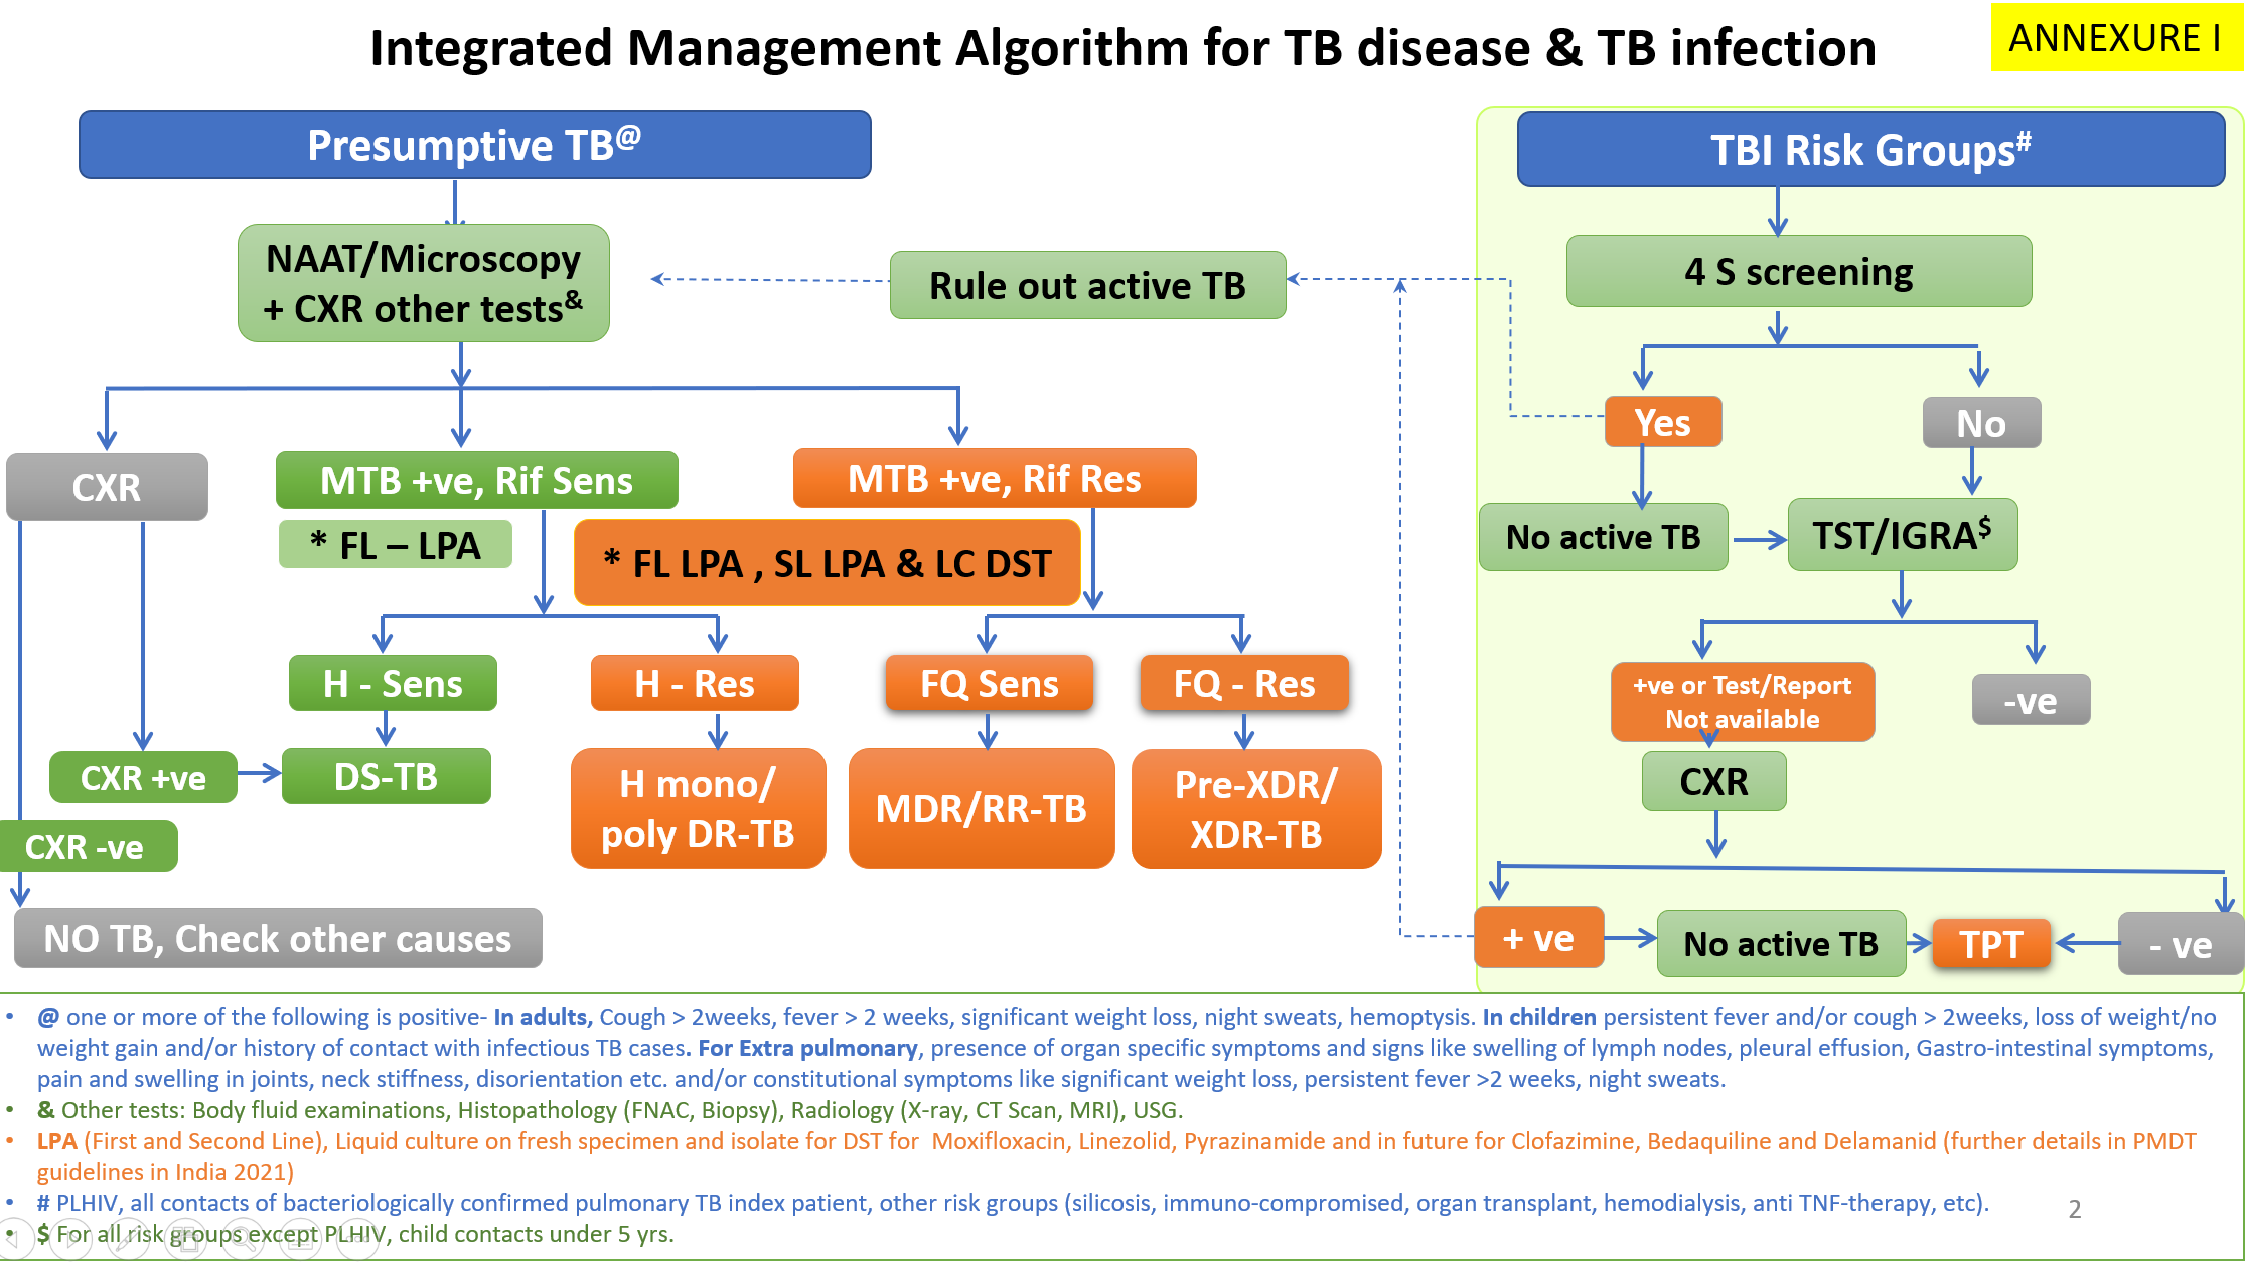 Integrated Management Algorithm for TB disease & TB infection
ANNEXURE I
Presumptive TB@
TBI Risk Groups#
NAAT/Microscopy
+ CXR other tests&
Rule out active TB
4 S screening
Yes
No
CXR
MTB +ve, Rif Sens
MTB +ve, Rif Res
* FL – LPA
* FL LPA , SL LPA & LC DST
No active TB
TST/IGRA$
H - Sens
H - Res
FQ Sens
FQ - Res
+ve or Test/Report
Not available
-ve
CXR +ve
DS-TB
H mono/
poly DR-TB
MDR/RR-TB
Pre-XDR/
XDR-TB
CXR
CXR -ve
NO TB, Check other causes
+ ve
No active TB
TPT
- ve
• @ one or more of the following is positive- In adults, Cough > 2weeks, fever > 2 weeks, significant weight loss, night sweats, hemoptysis. In children persistent fever and/or cough > 2weeks, loss of weight/no
weight gain and/or history of contact with infectious TB cases. For Extra pulmonary, presence of organ specific symptoms and signs like swelling of lymph nodes, pleural effusion, Gastro-intestinal symptoms,
pain and swelling in joints, neck stiffness, disorientation etc. and/or constitutional symptoms like significant weight loss, persistent fever >2 weeks, night sweats.
• & Other tests: Body fluid examinations, Histopathology (FNAC, Biopsy), Radiology (X-ray, CT Scan, MRI), USG.
• LPA (First and Second Line), Liquid culture on fresh specimen and isolate for DST for Moxifloxacin, Linezolid, Pyrazinamide and in future for Clofazimine, Bedaquiline and Delamanid (further details in PMDT
guidelines in India 2021)
• # PLHIV, all contacts of bacteriologically confirmed pulmonary TB index patient, other risk groups (silicosis, immuno-compromised, organ transplant, hemodialysis, anti TNF-therapy, etc).
2
• $ For all risk groups except PLHIV, child contacts under 5 yrs.